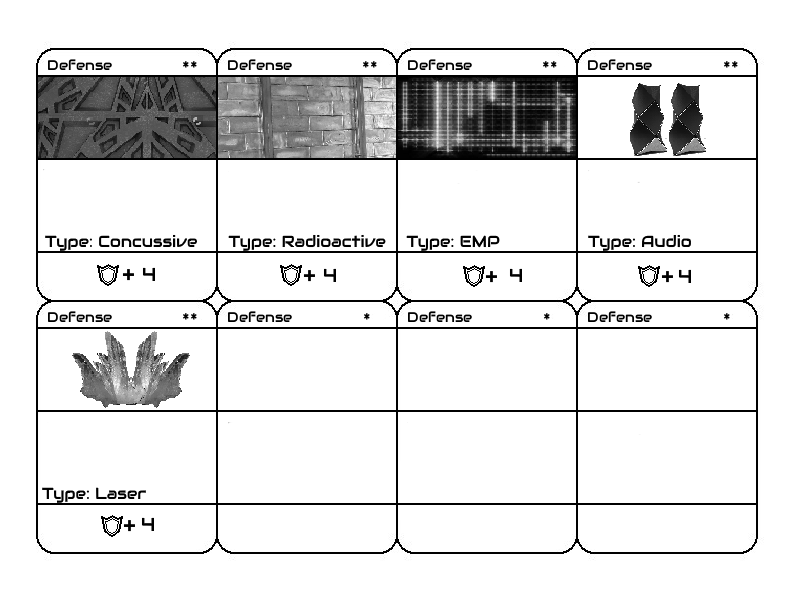 Defense **
Type: Concussive
+ 4
Defense **
Type: Radioactive
+ 4
Defense **
Type: EMP
+ 4
Defense **
Type: Audio
+4
Defense **
Type: Laser
+ 4
Defense *
Defense *
Defense *